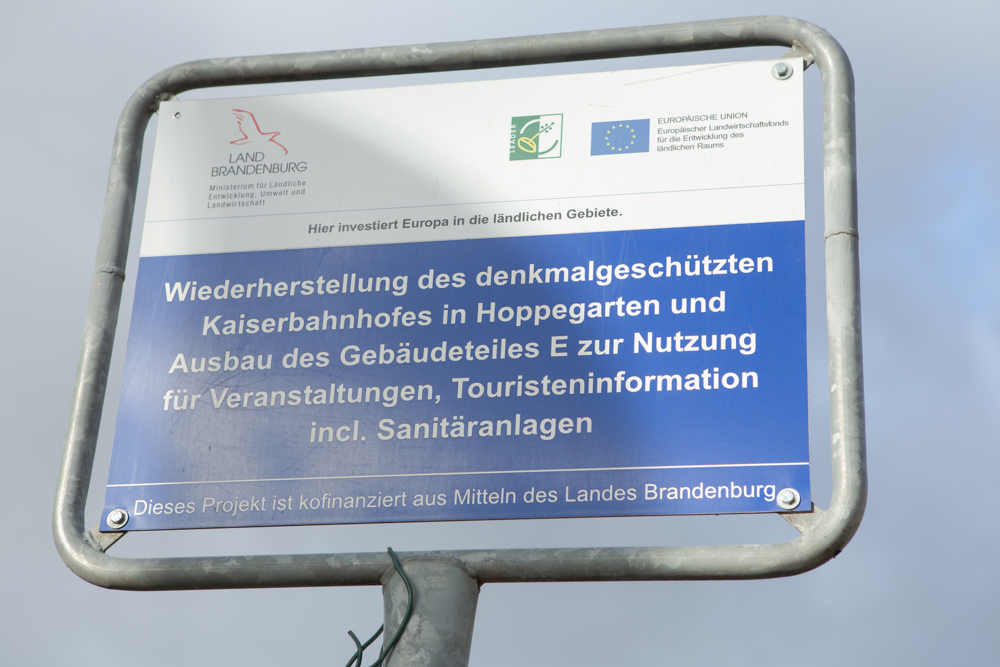 LAND
BRANDENBURG
Ministerium für Ländliche
Entwicklung, Umwelt und
Landwirtschaft
LEADER
EUROPÄISCHE UNION
Europäischer Landwirtschaftsfonds
für die Entwicklung des
ländlichen Raums
Hier investiert Europa in die ländlichen Gebiete.
Wiederherstellung des denkmalgeschützten
Kaiserbahnhofes in Hoppegarten und
Ausbau des Gebäudeteiles E zur Nutzung
für Veranstaltungen, Touristeninformation
incl. Sanitäranlagen
Dieses Projekt ist kofinanziert aus Mitteln des Landes Brandenburg